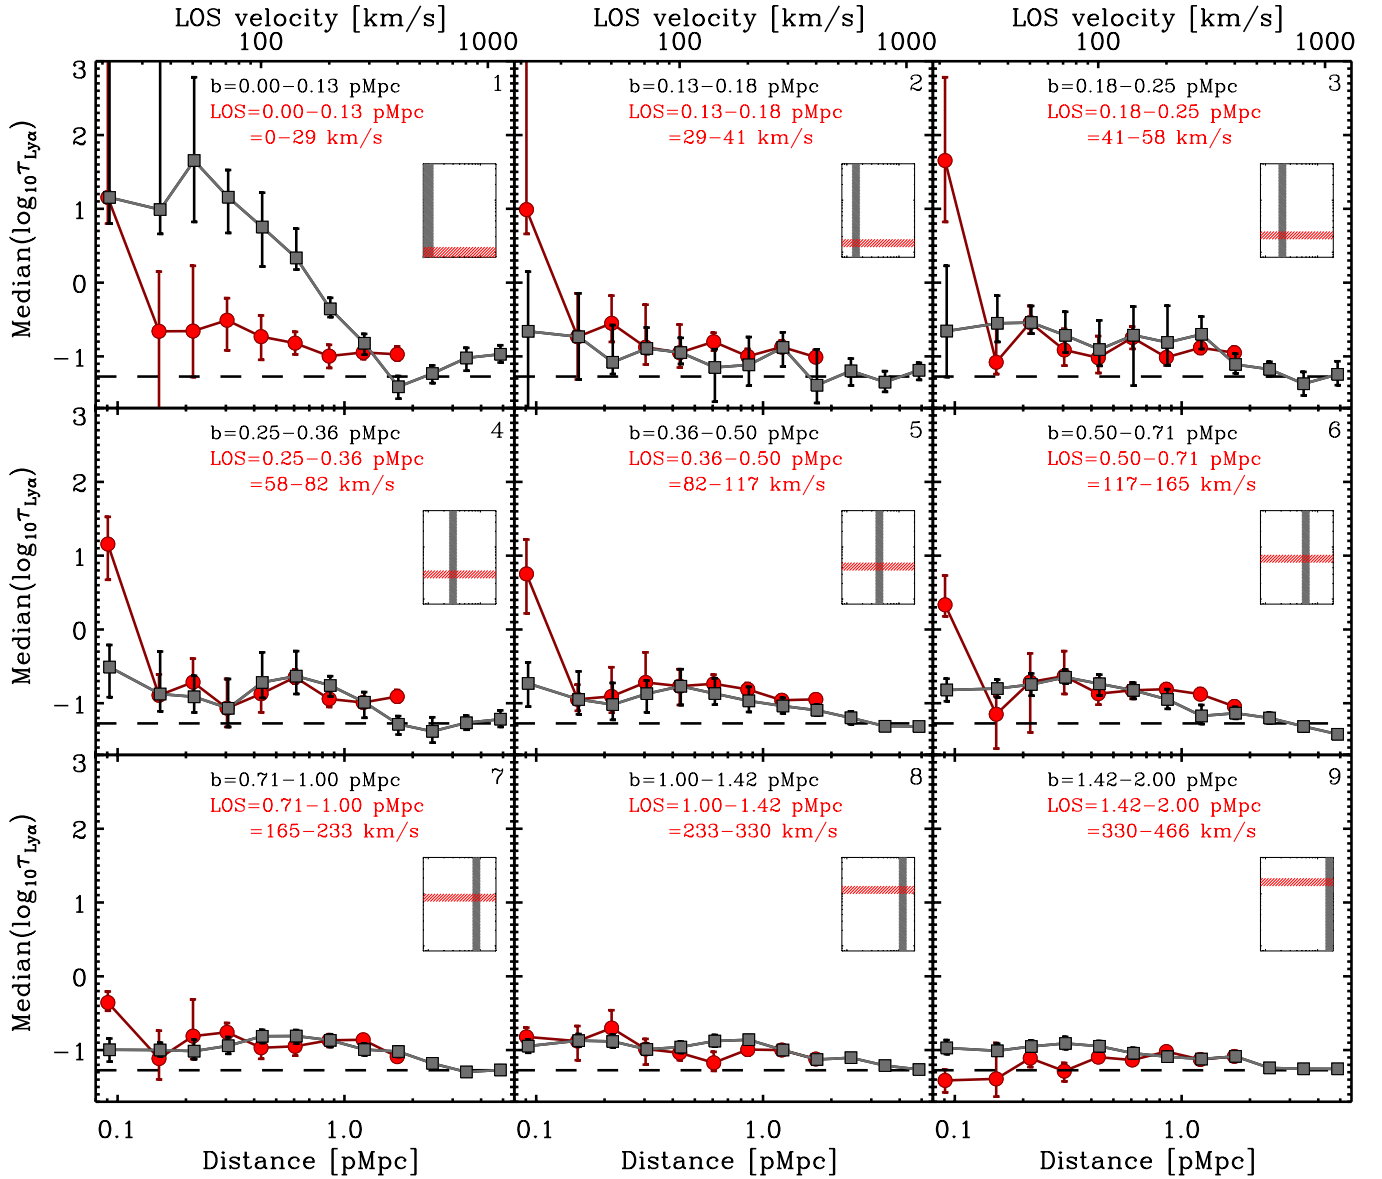 LOS velocity [km/s] LOS velocity [km/s] LOS velocity [km/s]
100 1000 100 1000 100 1000
3 b=0.00−0.13 pMpc 1 b=0.13−0.18 pMpc 2 b=0.18−0.25 pMpc 3
LOS=0.00−0.13 pMpc LOS=0.13−0.18 pMpc LOS=0.18−0.25 pMpc
=0−29 km/s =29−41 km/s =41−58 km/s
2
1
0
−1
Median(log₁₀τLyα)
3 b=0.25−0.36 pMpc 4 b=0.36−0.50 pMpc 5 b=0.50−0.71 pMpc 6
LOS=0.25−0.36 pMpc LOS=0.36−0.50 pMpc LOS=0.50−0.71 pMpc
=58−82 km/s =82−117 km/s =117−165 km/s
2
1
0
−1
Median(log₁₀τLyα)
3 b=0.71−1.00 pMpc 7 b=1.00−1.42 pMpc 8 b=1.42−2.00 pMpc 9
LOS=0.71−1.00 pMpc LOS=1.00−1.42 pMpc LOS=1.42−2.00 pMpc
=165−233 km/s =233−330 km/s =330−466 km/s
2
1
0
−1
Median(log₁₀τLyα)
0.1 1.0 0.1 1.0 0.1 1.0
Distance [pMpc] Distance [pMpc] Distance [pMpc]